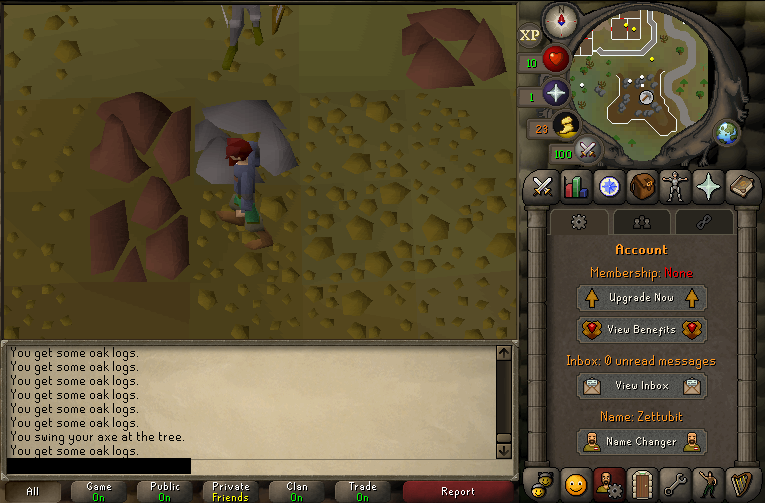 N
XP
10
1
23
100
Account
Membership: None
Upgrade Now
View Benefits
Inbox: 0 unread messages
View Inbox
Name: Zettubit
Name Changer
You get some oak logs.
You get some oak logs.
You get some oak logs.
You get some oak logs.
You get some oak logs.
You get some oak logs.
You swing your axe at the tree.
You get some oak logs.
All
Game
On
Public
On
Private
Friends
Clan
On
Trade
On
Report